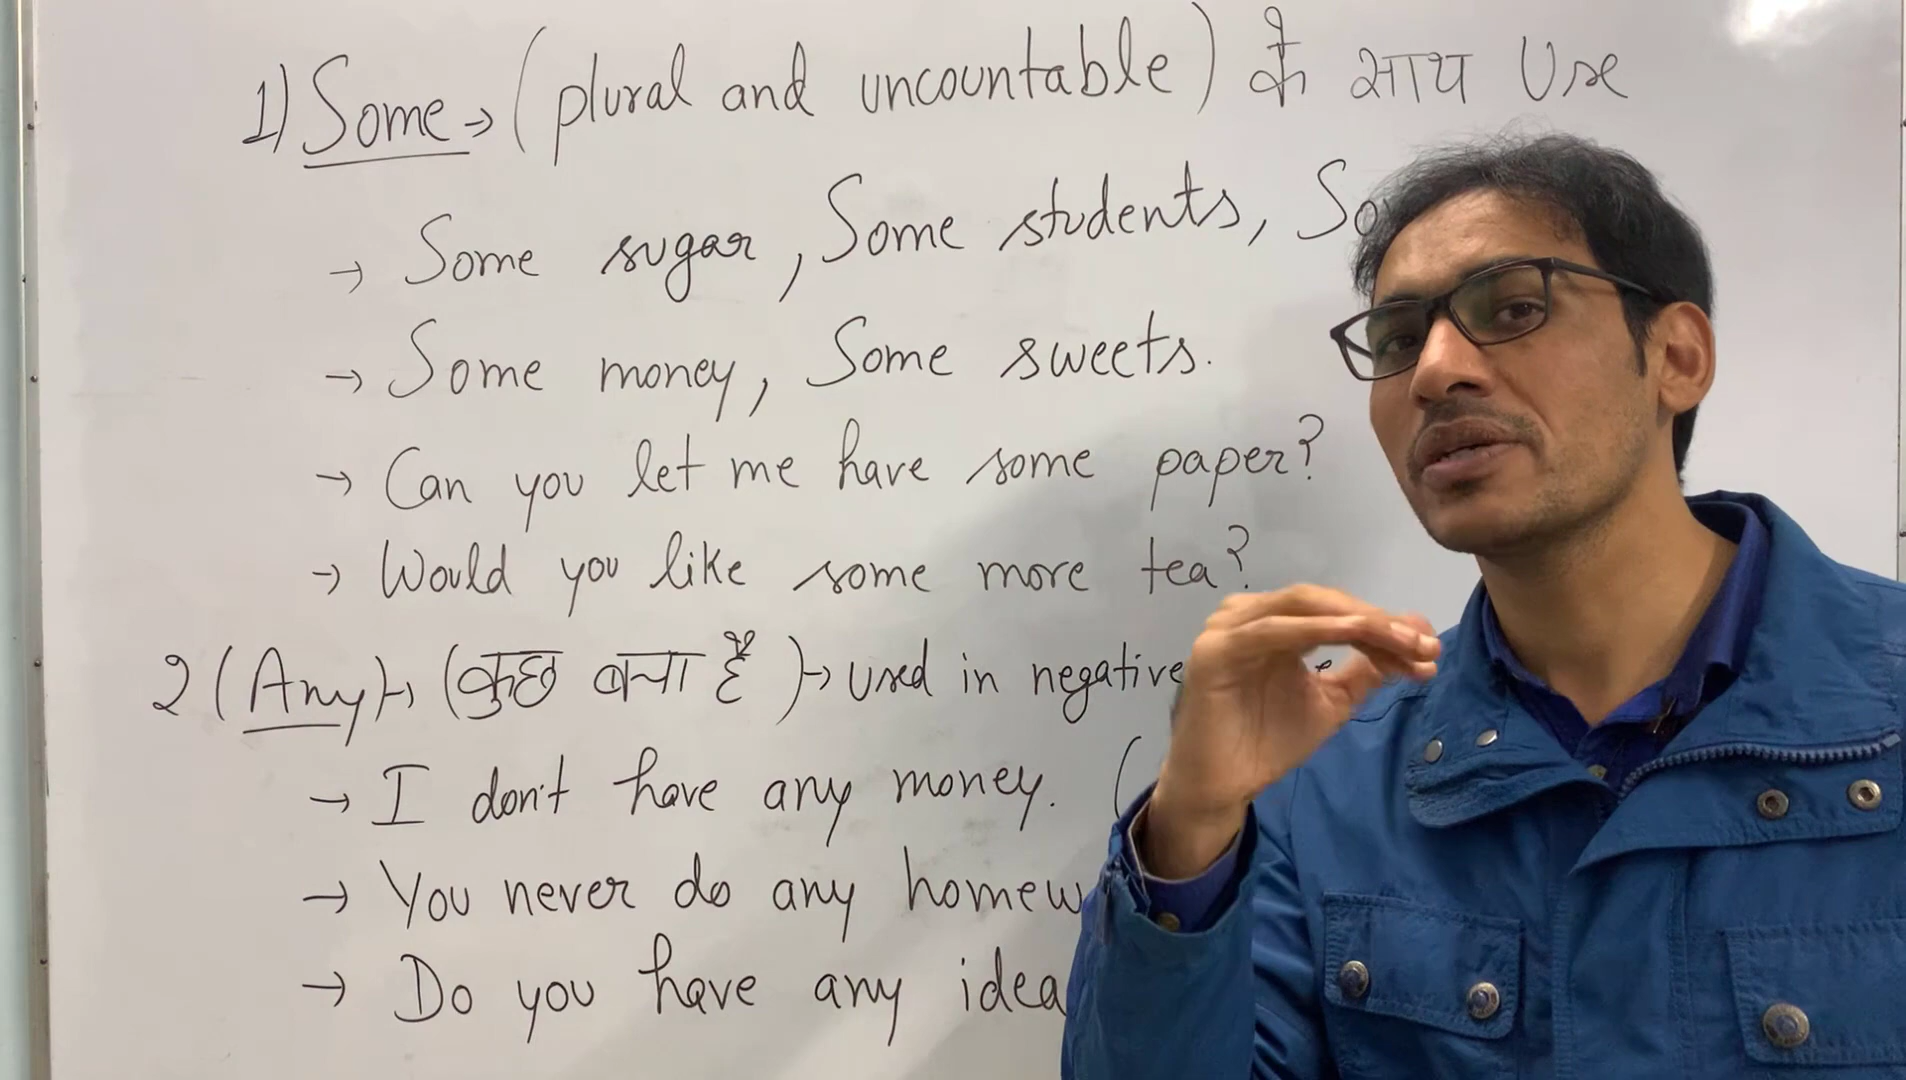 1) Some → (plural and uncountable) के साथ Use
→ Some sugar, Some students, So
→ Some money, Some sweets.
→ Can you let me have some paper?
→ Would you like some more tea?
2 (Any) → (कुछ बचा है) → used in negative
→ I don't have any money. (
→ You never do any homew
→ Do you have any idea